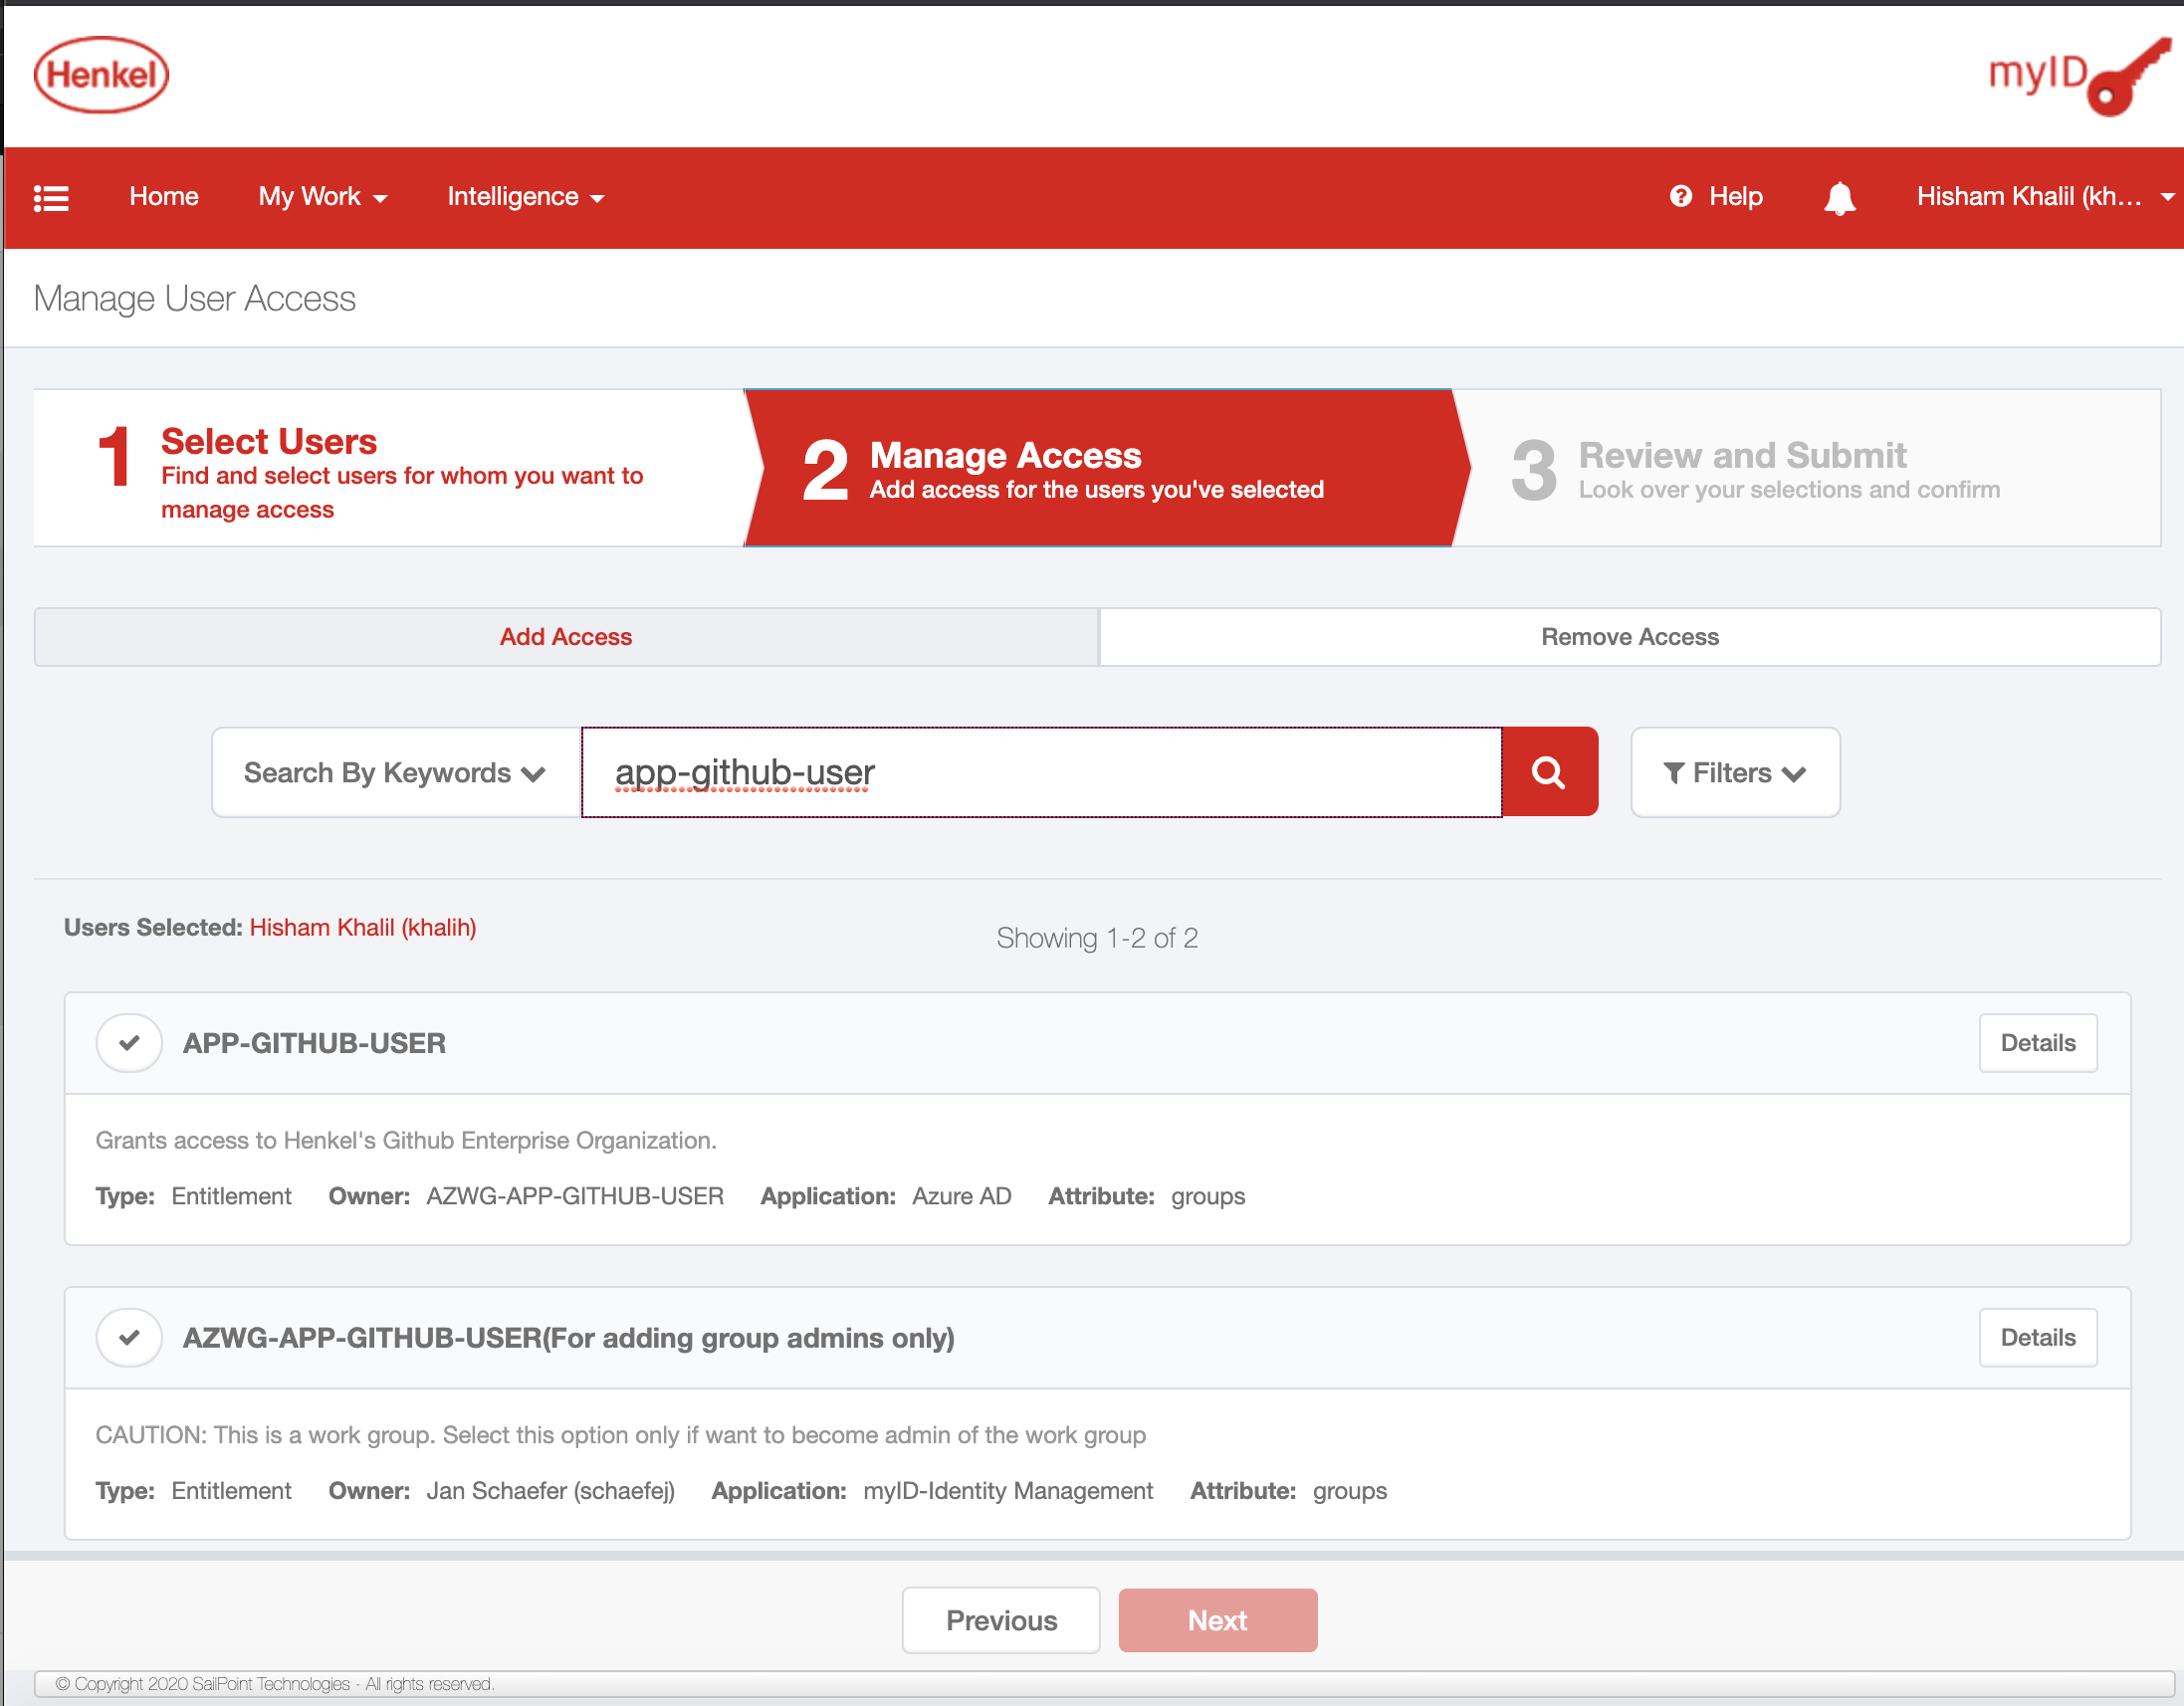 Henkel
myID
Home My Work Intelligence Help Hisham Khalil (kh...
Manage User Access
1 Select Users
Find and select users for whom you want to
manage access
2 Manage Access
Add access for the users you've selected
3 Review and Submit
Look over your selections and confirm
Add Access Remove Access
Search By Keywords app-github-user Filters
Users Selected: Hisham Khalil (khalih)
Showing 1-2 of 2
APP-GITHUB-USER Details
Grants access to Henkel's Github Enterprise Organization.
Type: Entitlement Owner: AZWG-APP-GITHUB-USER Application: Azure AD Attribute: groups
AZWG-APP-GITHUB-USER(For adding group admins only) Details
CAUTION: This is a work group. Select this option only if want to become admin of the work group
Type: Entitlement Owner: Jan Schaefer (schaefej) Application: myID-Identity Management Attribute: groups
Previous Next
© Copyright 2020 SailPoint Technologies - All rights reserved.